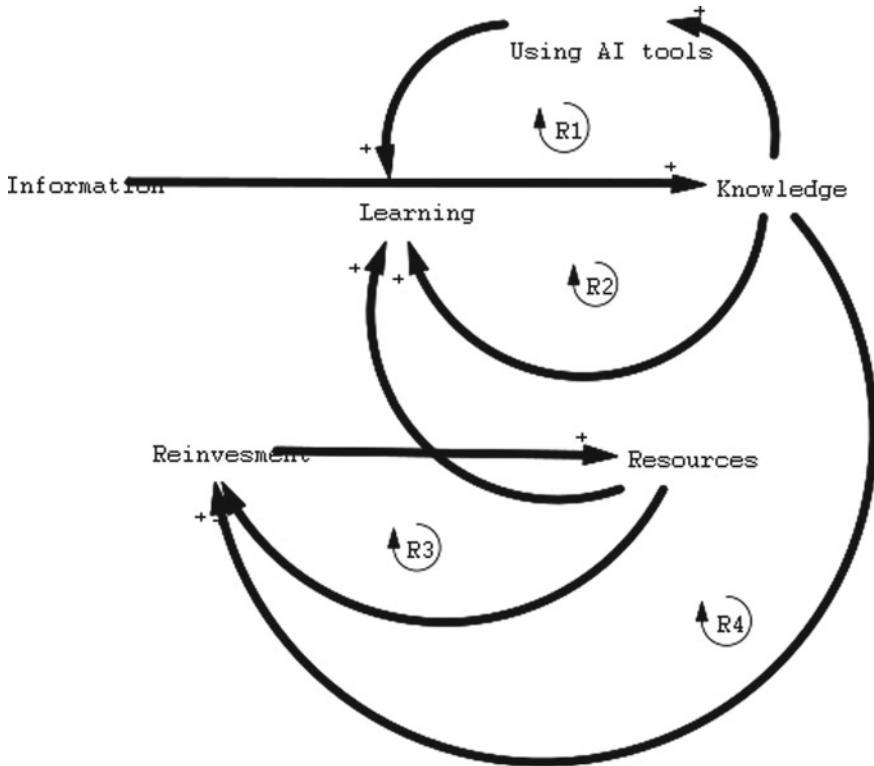 +
Using AI tools
R1
+
+
Information
Knowledge
Learning
+
+
R2
+
Reinvesment
Resources
+
+
R3
R4